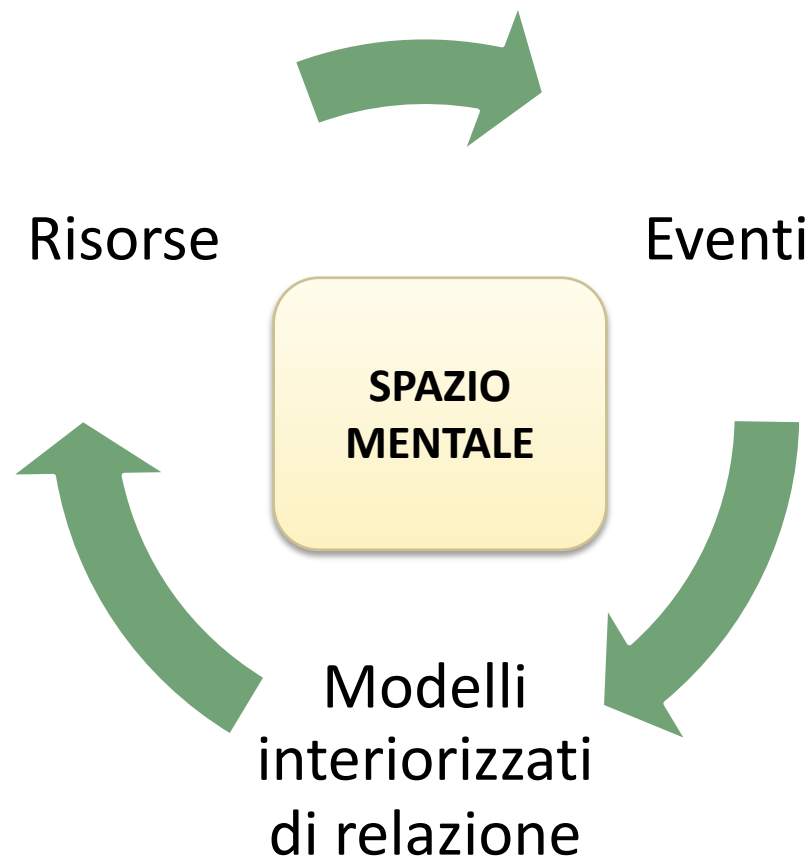 Risorse
Eventi
SPAZIO
MENTALE
Modelli
interiorizzati
di relazione